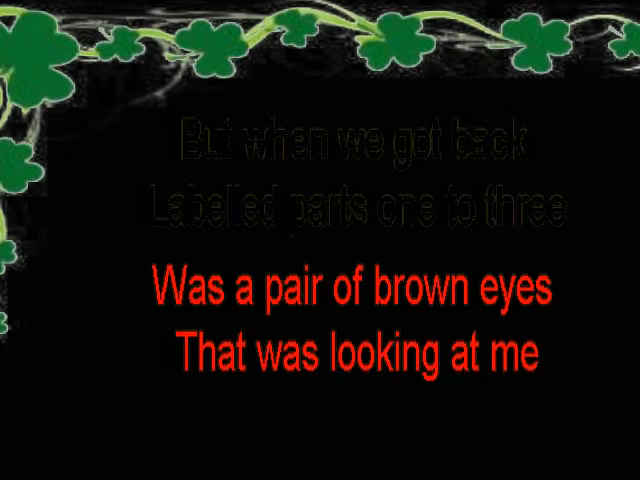 But when we got back
Labelled parts one to three
Was a pair of brown eyes
That was looking at me